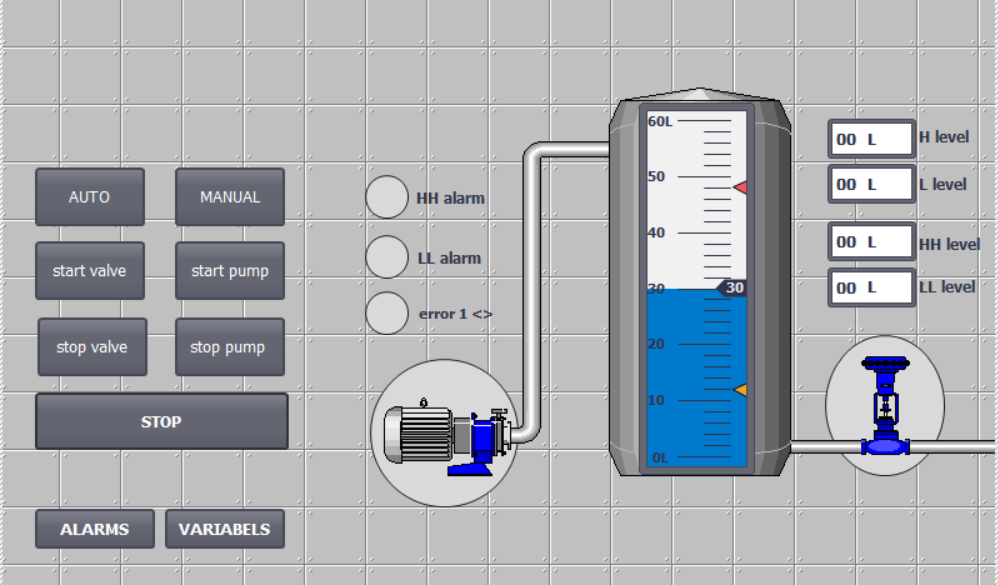 AUTO
MANUAL
start valve
start pump
stop valve
stop pump
STOP
ALARMS
VARIABELS
HH alarm
LL alarm
error 1 <>
60L
50
40
30
30
20
10
0L
00 L H level
00 L L level
00 L HH level
00 L LL level